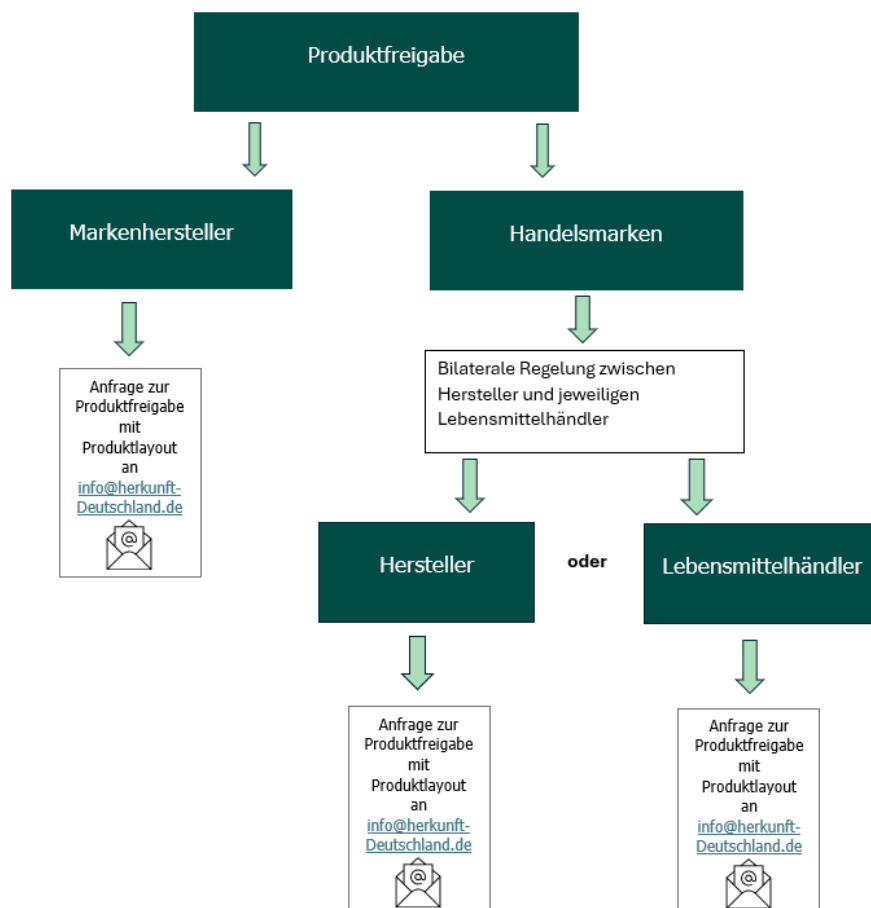 Produktfreigabe
Markenhersteller
Handelsmarken
Anfrage zur
Produktfreigabe
mit
Produktlayout
an
info@herkunft-
Deutschland.de
@
Bilaterale Regelung zwischen
Hersteller und jeweiligen
Lebensmittelhändler
Hersteller
oder
Lebensmittelhändler
Anfrage zur
Produktfreigabe
mit
Produktlayout
an
info@herkunft-
Deutschland.de
@
Anfrage zur
Produktfreigabe
mit
Produktlayout
an
info@herkunft-
Deutschland.de
@